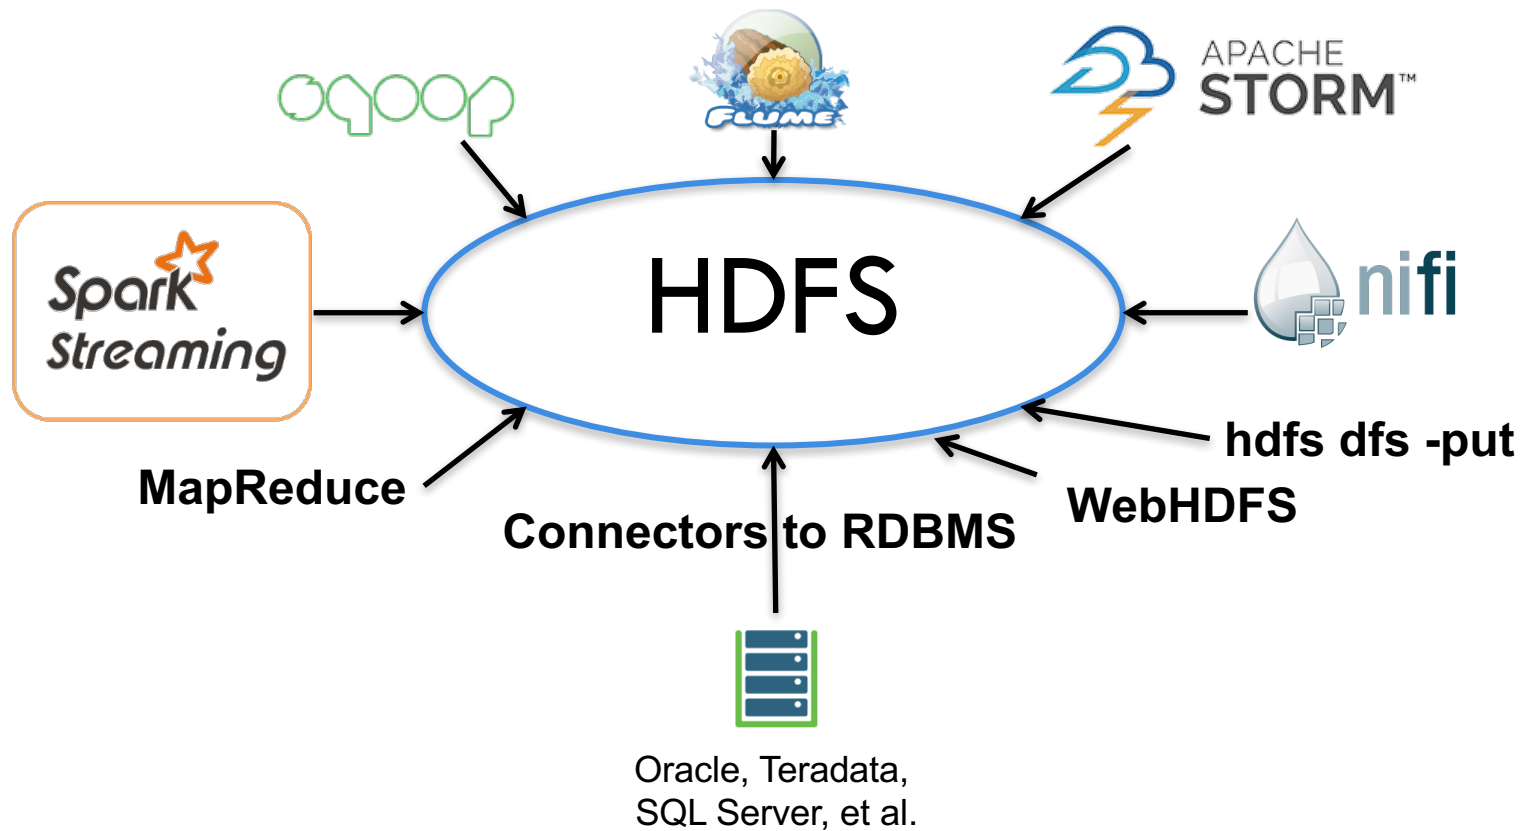 sqoop
FLUME
APACHE
STORM™
Spark
Streaming
HDFS
nifi
hdfs dfs -put
MapReduce
WebHDFS
Connectors to RDBMS
Oracle, Teradata,
SQL Server, et al.